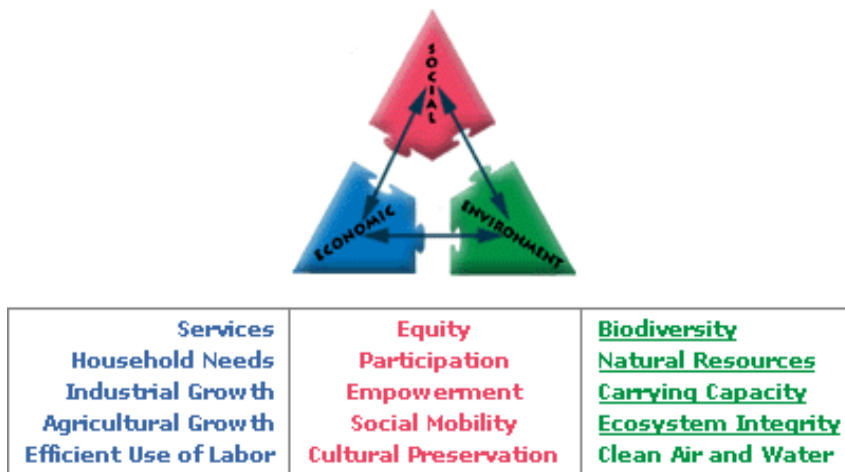 SOCIAL
ECONOMIC
ENVIRONMENT
Services
Household Needs
Industrial Growth
Agricultural Growth
Efficient Use of Labor
Equity
Participation
Empowerment
Social Mobility
Cultural Preservation
Biodiversity
Natural Resources
Carrying Capacity
Ecosystem Integrity
Clean Air and Water